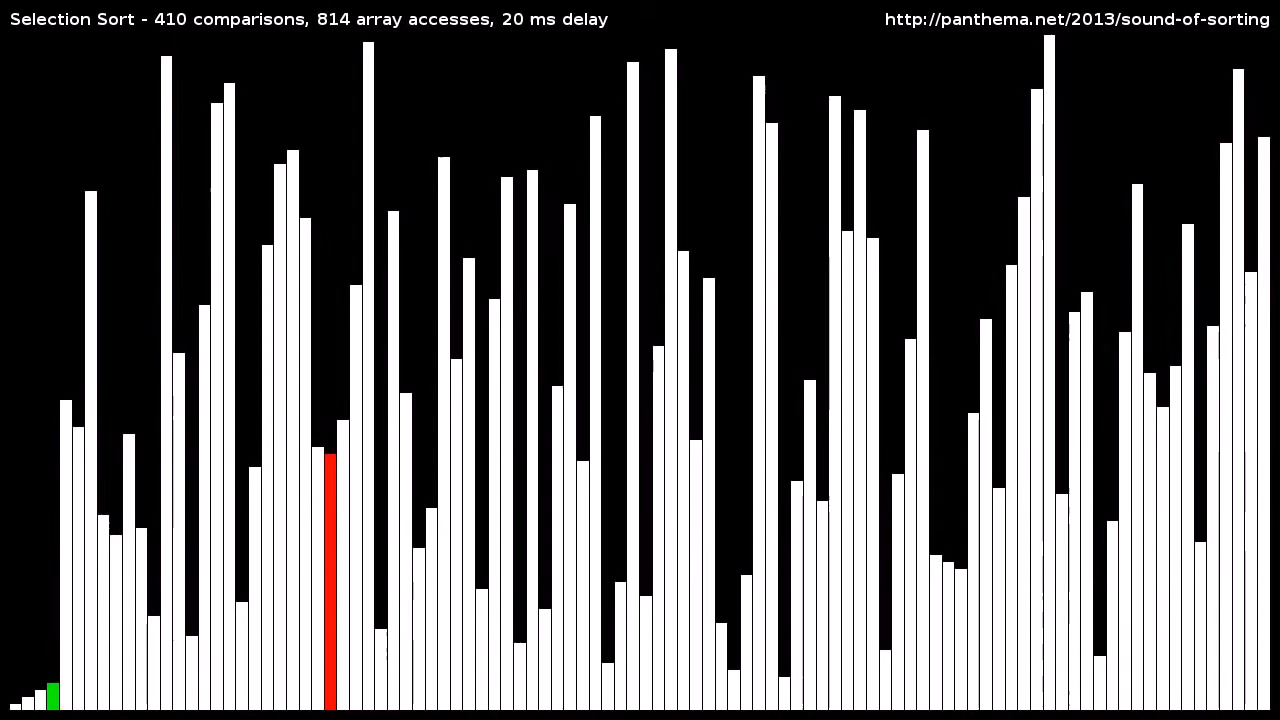 Selection Sort - 410 comparisons, 814 array accesses, 20 ms delay
http://panthema.net/2013/sound-of-sorting